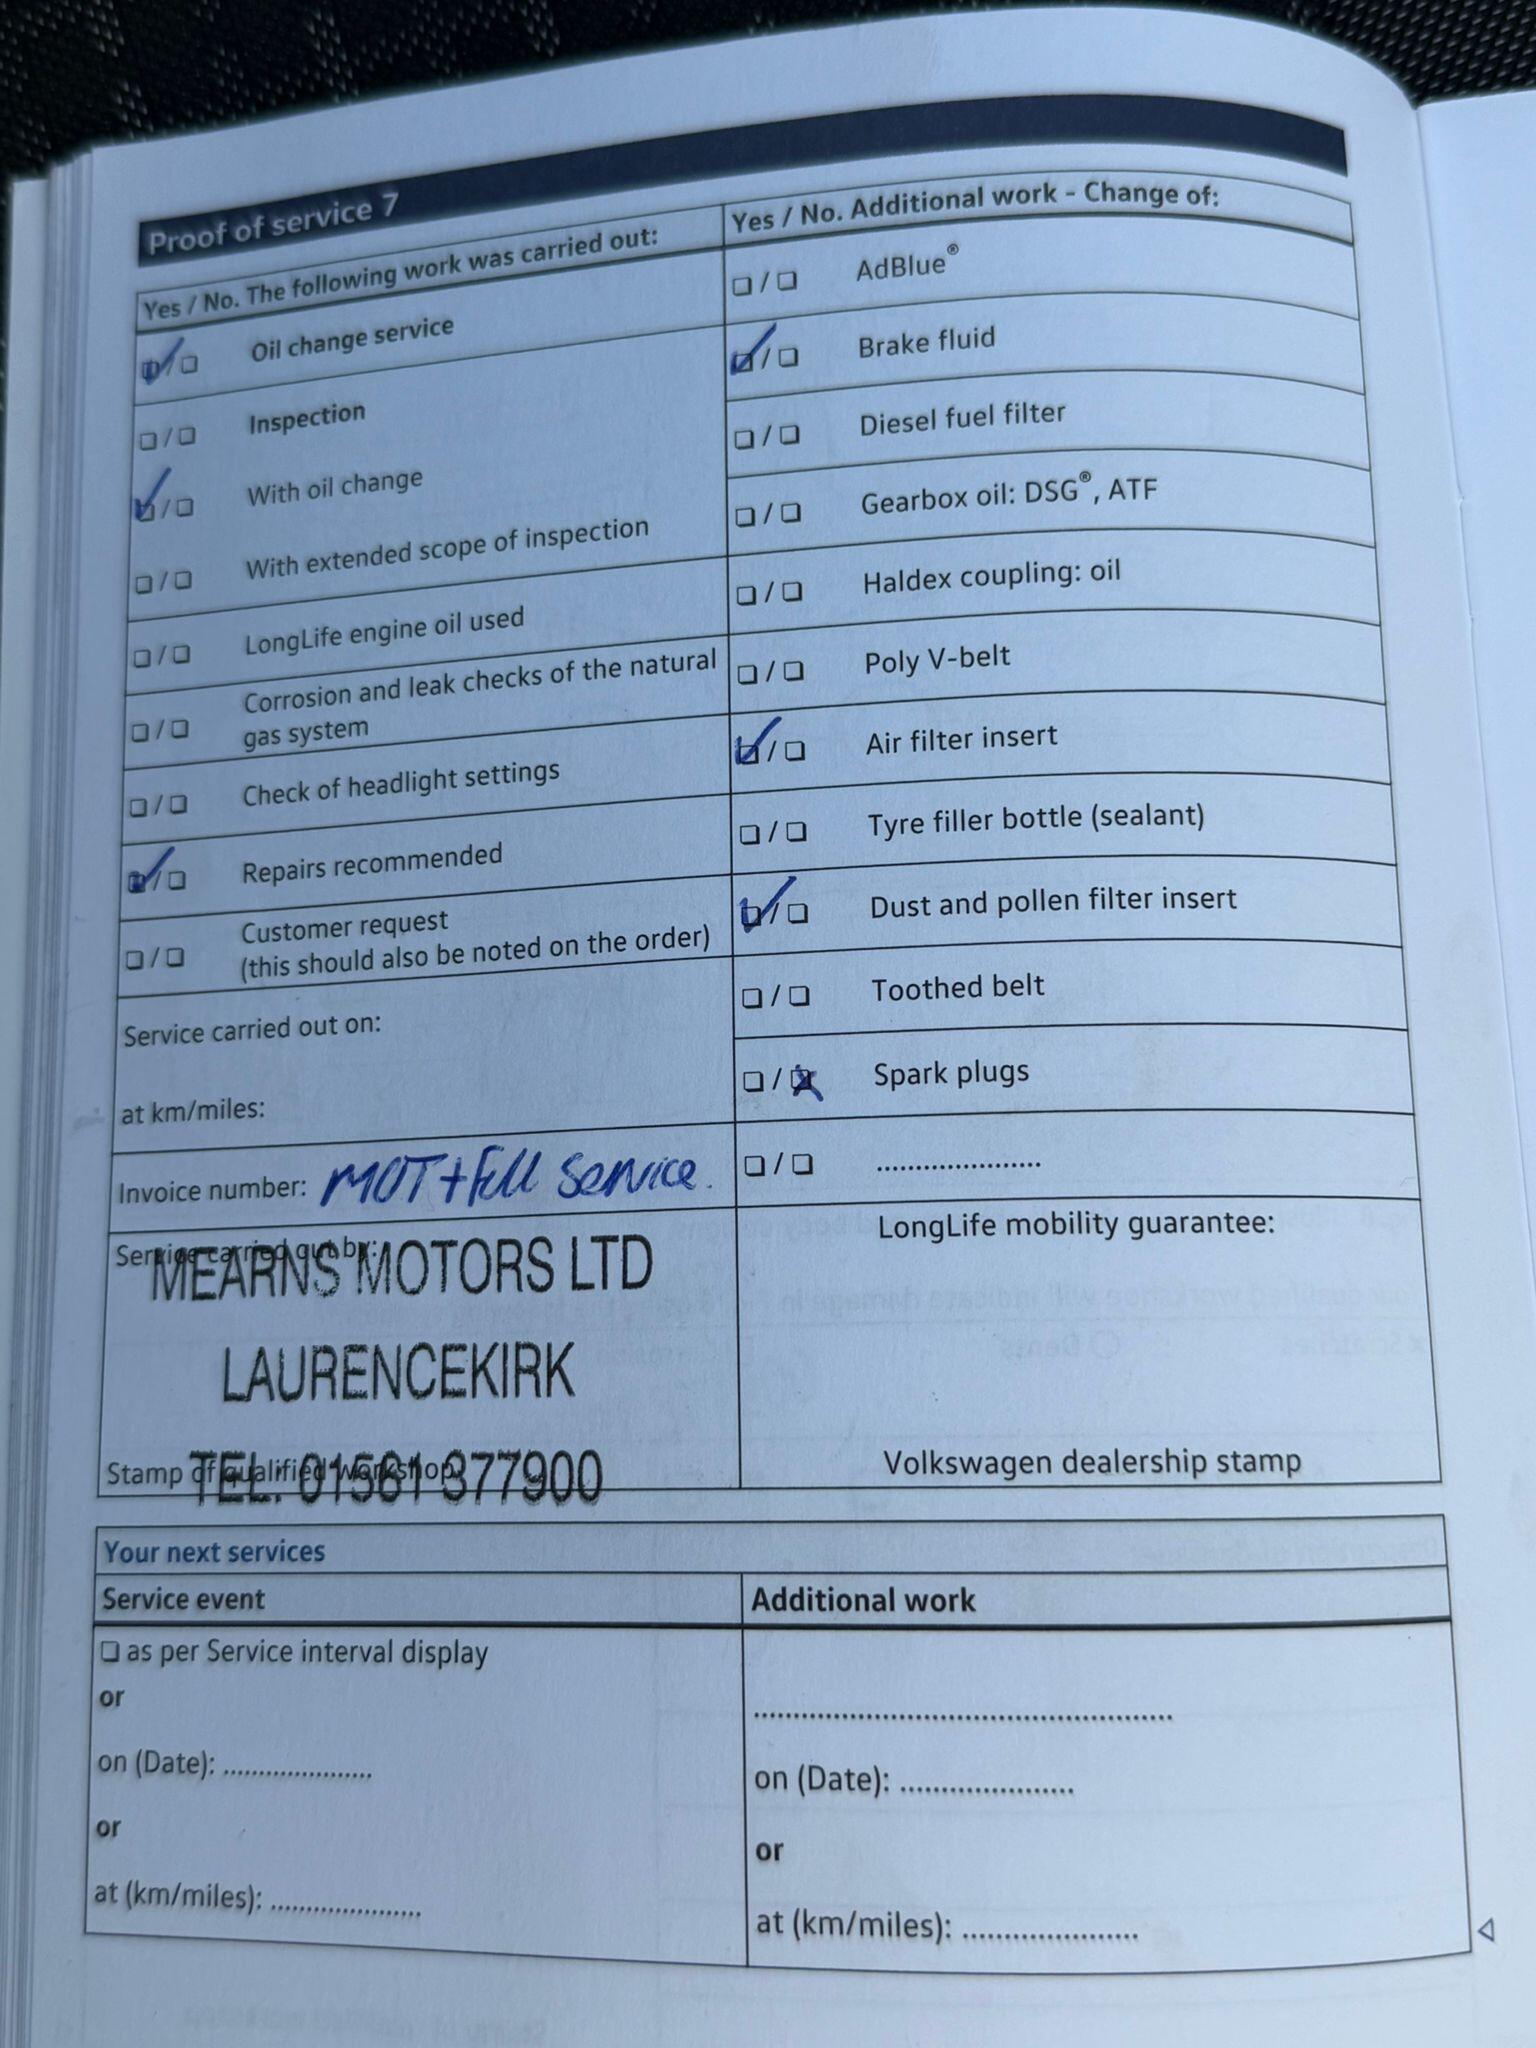 Proof of service 7
Yes / No. The following work was carried out:
❏ / ❏ Oil change service
❏ / ❏ Inspection
❏ / ❏ With oil change
❏ / ❏ With extended scope of inspection
❏ / ❏ LongLife engine oil used
❏ / ❏ Corrosion and leak checks of the natural
gas system
❏ / ❏ Check of headlight settings
❏ / ❏ Repairs recommended
❏ / ❏ Customer request
(this should also be noted on the order)
Service carried out on:
at km/miles:
Invoice number: MOT + Full Service.
Service carried out by:
MEARNS MOTORS LTD
LAURENCEKIRK
TEL: 01561 377900
Stamp of qualified workshop
Yes / No. Additional work - Change of:
❏ / ❏ AdBlue®
❏ / ❏ Brake fluid
❏ / ❏ Diesel fuel filter
❏ / ❏ Gearbox oil: DSG®, ATF
❏ / ❏ Haldex coupling: oil
❏ / ❏ Poly V-belt
❏ / ❏ Air filter insert
❏ / ❏ Tyre filler bottle (sealant)
❏ / ❏ Dust and pollen filter insert
❏ / ❏ Toothed belt
❏ / ❏ Spark plugs
❏ / ❏ .....................
LongLife mobility guarantee:
Volkswagen dealership stamp
Your next services
Service event
❏ as per Service interval display
or
on (Date): .....................
or
at (km/miles): .....................
Additional work
..................................................
on (Date): .....................
or
at (km/miles): .....................